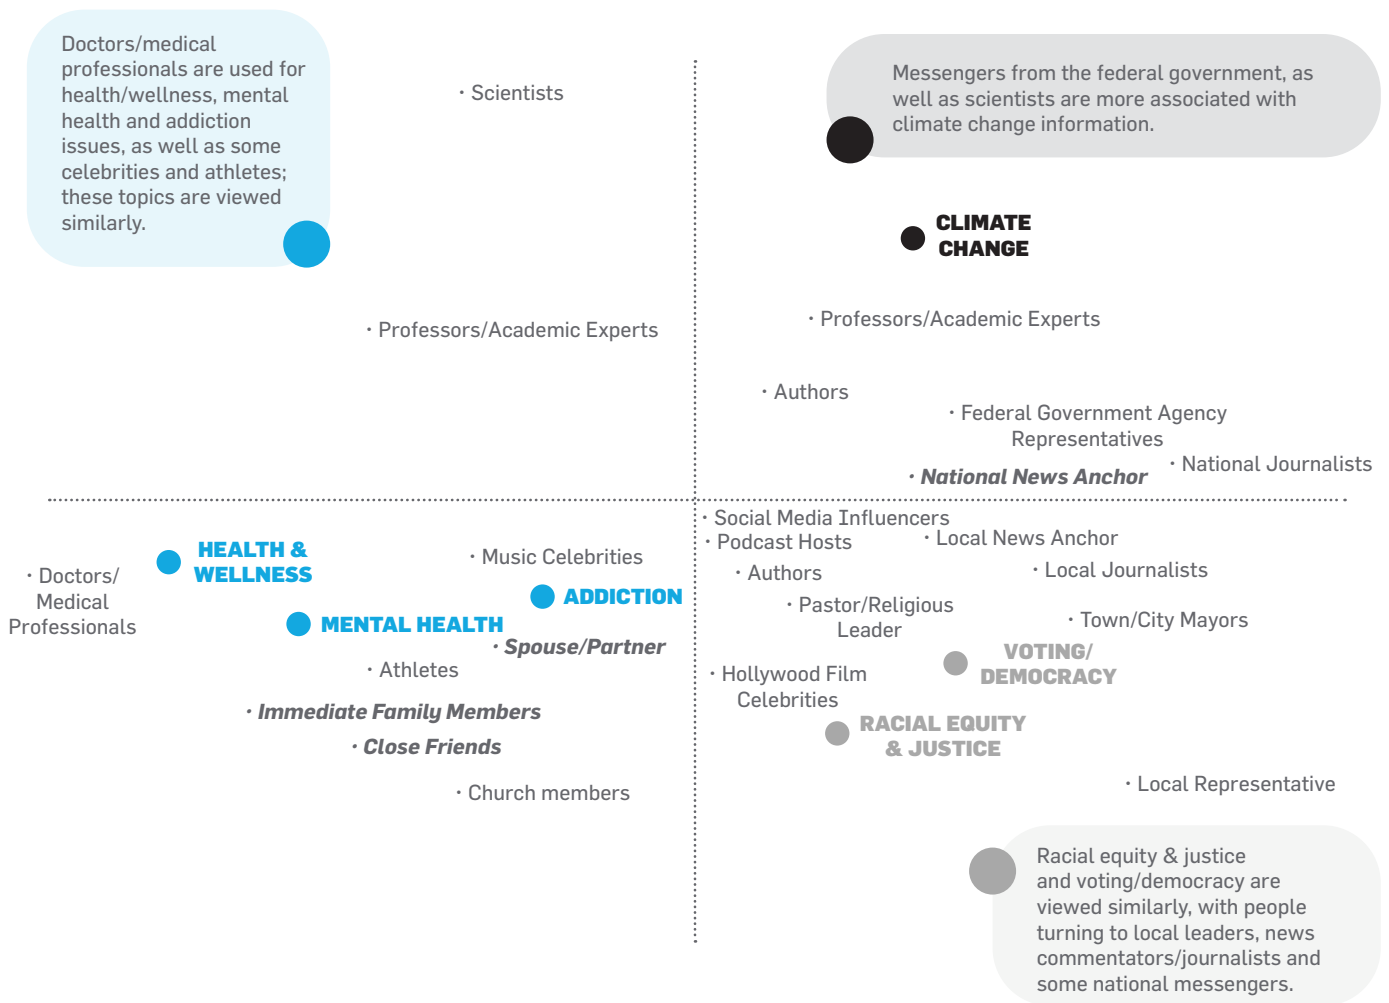 Doctors/medical
professionals are used for
health/wellness, mental
health and addiction
issues, as well as some
celebrities and athletes;
these topics are viewed
similarly.
· Scientists
Messengers from the federal government, as
well as scientists are more associated with
climate change information.
CLIMATE
CHANGE
· Professors/Academic Experts
· Professors/Academic Experts
· Authors
· Federal Government Agency
Representatives
· National Journalists
· National News Anchor
· Social Media Influencers
· Podcast Hosts
· Local News Anchor
HEALTH &
WELLNESS
· Music Celebrities
· Doctors/
Medical
Professionals
· Authors
· Local Journalists
ADDICTION
· Pastor/Religious
Leader
· Town/City Mayors
MENTAL HEALTH
· Spouse/Partner
VOTING/
DEMOCRACY
· Athletes
· Hollywood Film
Celebrities
· Immediate Family Members
RACIAL EQUITY
& JUSTICE
· Close Friends
· Church members
· Local Representative
Racial equity & justice
and voting/democracy are
viewed similarly, with people
turning to local leaders, news
commentators/journalists and
some national messengers.